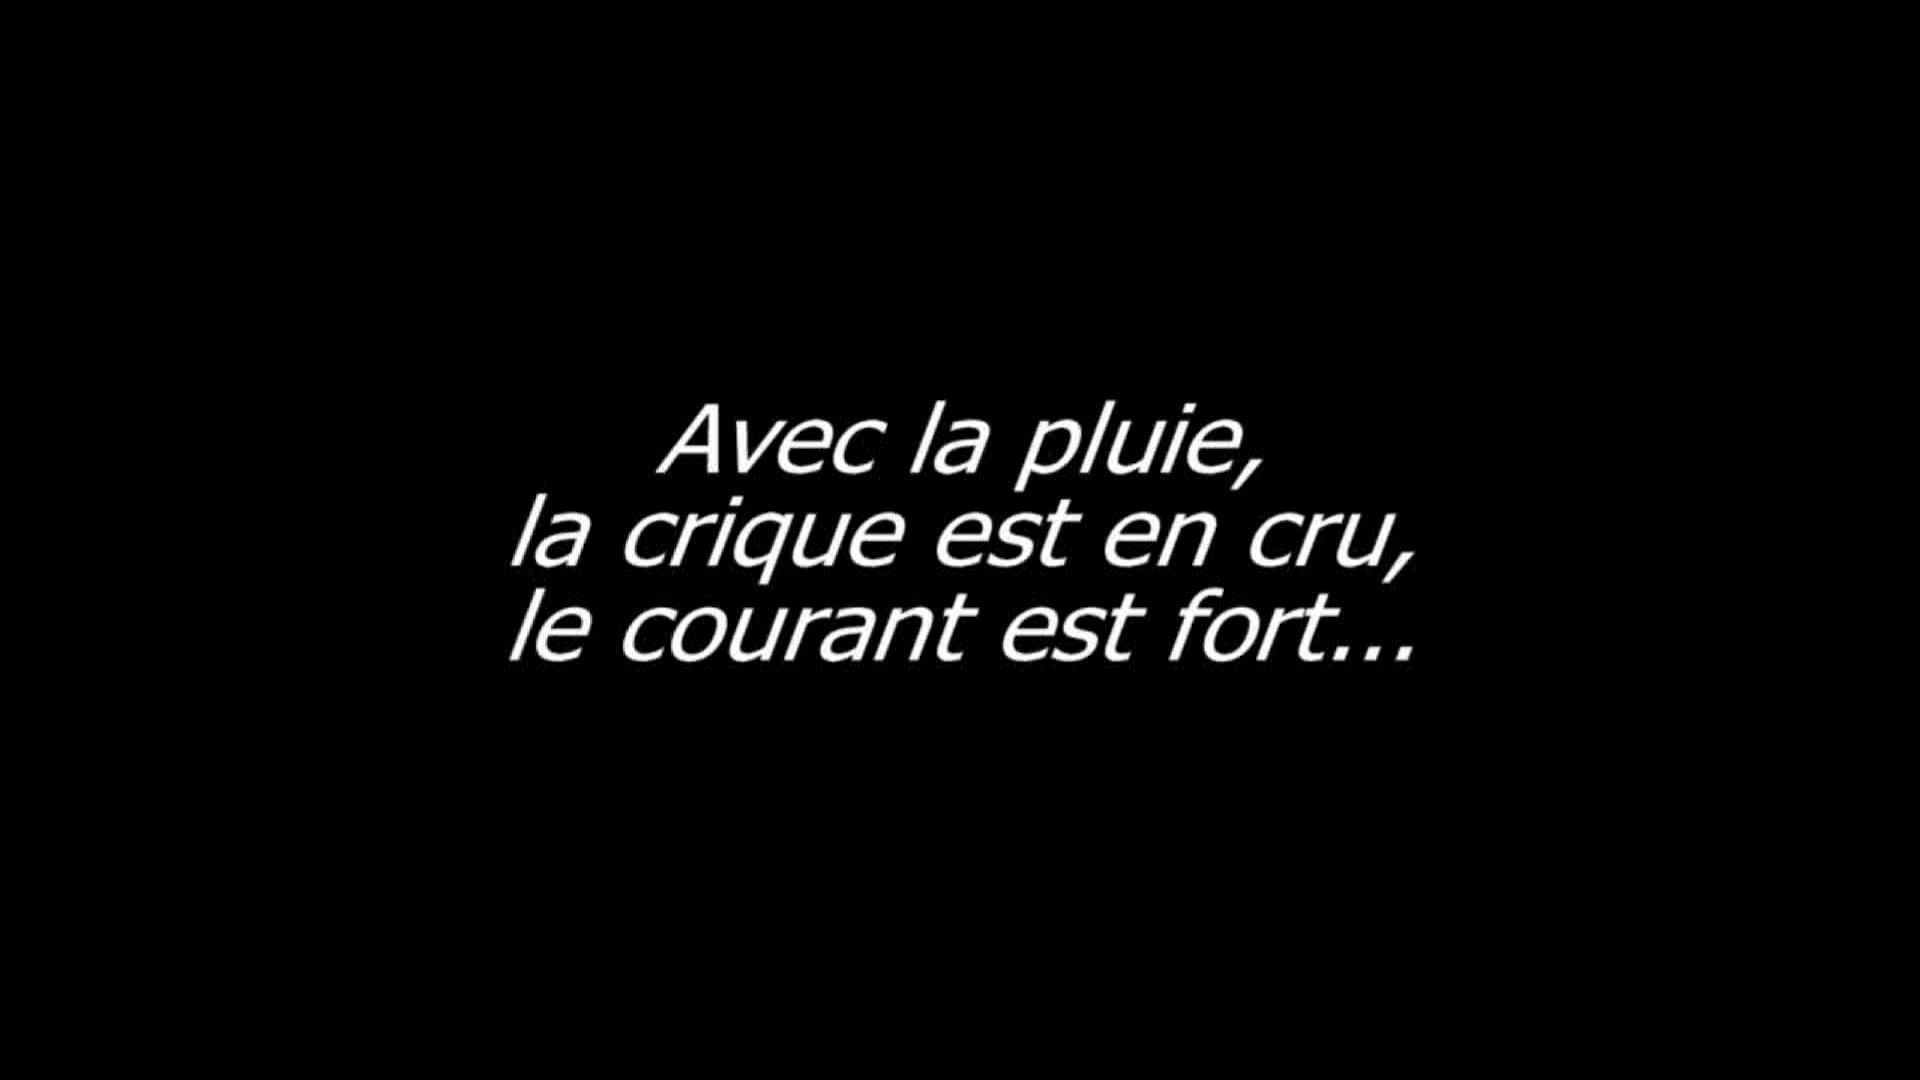 Avec la pluie,
la crique est en cru,
le courant est fort...